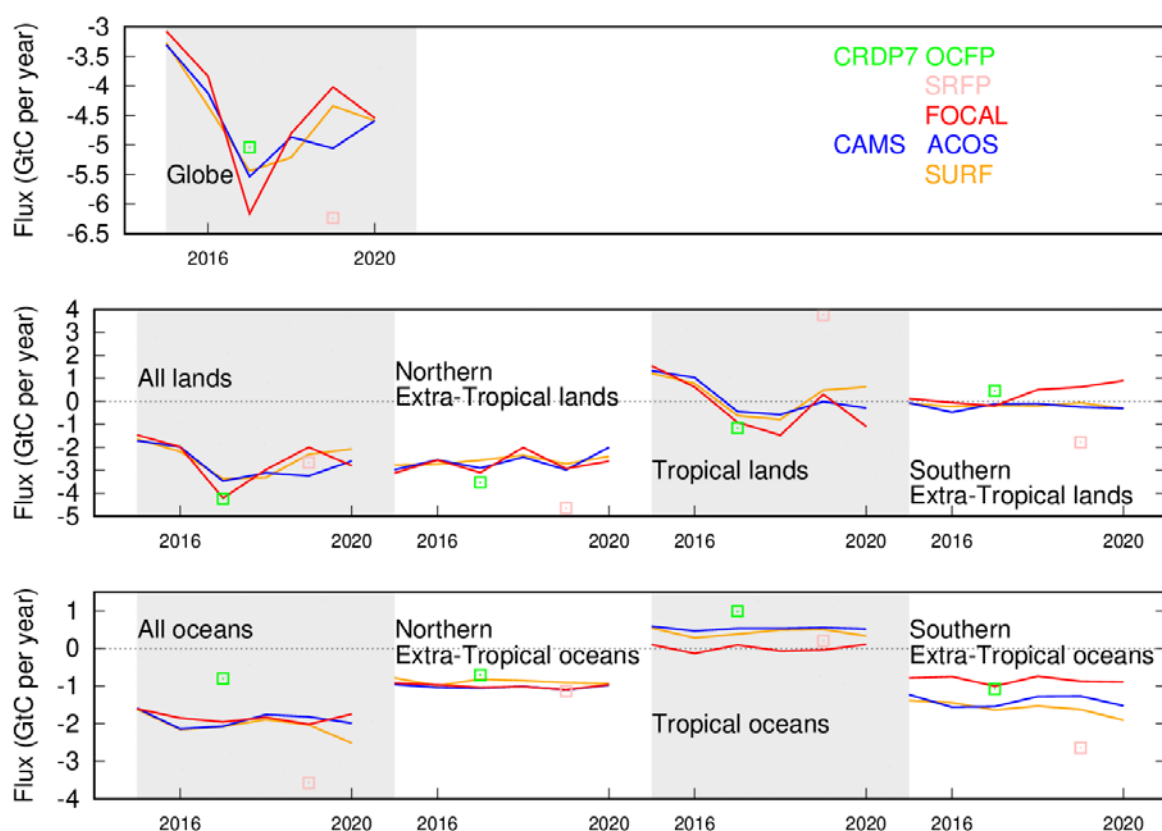 Flux (GtC per year)
-3
-3.5
-4
-4.5
-5
-5.5
-6
-6.5
Globe
CRDP7 OCFP
SRFP
FOCAL
CAMS ACOS
SURF
2016 2020
Flux (GtC per year)
4
3
2
1
0
-1
-2
-3
-4
-5
All lands
Northern
Extra-Tropical lands
Tropical lands
Southern
Extra-Tropical lands
2016 2020 2016 2020 2016 2020 2016 2020
Flux (GtC per year)
1
0
-1
-2
-3
-4
All oceans
Northern
Extra-Tropical oceans
Tropical oceans
Southern
Extra-Tropical oceans
2016 2020 2016 2020 2016 2020 2016 2020